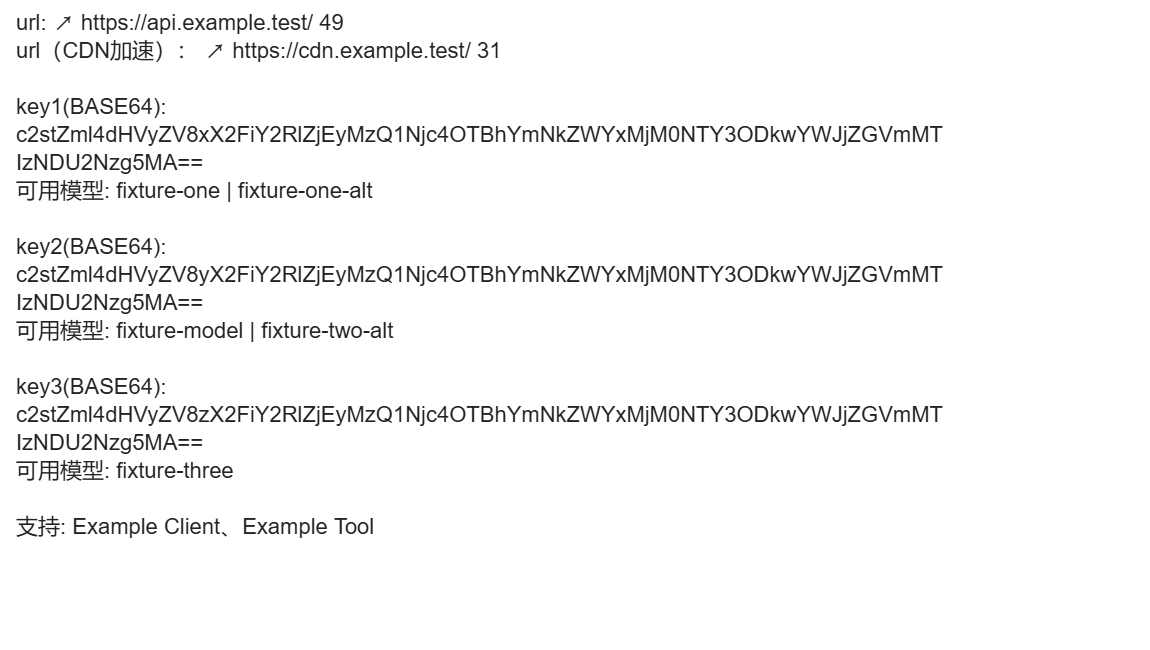 url: ↗ https://api.example.test/ 49
url（CDN加速）： ↗ https://cdn.example.test/ 31
key1(BASE64):
c2stZml4dHVyZV8xX2FiY2RlZjEyMzQ1Njc4OTBhYmNkZWYxMjM0NTY3ODkwYWJjZGVmMT
IzNDU2Nzg5MA==
可用模型: fixture-one | fixture-one-alt
key2(BASE64):
c2stZml4dHVyZV8yX2FiY2RlZjEyMzQ1Njc4OTBhYmNkZWYxMjM0NTY3ODkwYWJjZGVmMT
IzNDU2Nzg5MA==
可用模型: fixture-model | fixture-two-alt
key3(BASE64):
c2stZml4dHVyZV8zX2FiY2RlZjEyMzQ1Njc4OTBhYmNkZWYxMjM0NTY3ODkwYWJjZGVmMT
IzNDU2Nzg5MA==
可用模型: fixture-three
支持: Example Client、Example Tool